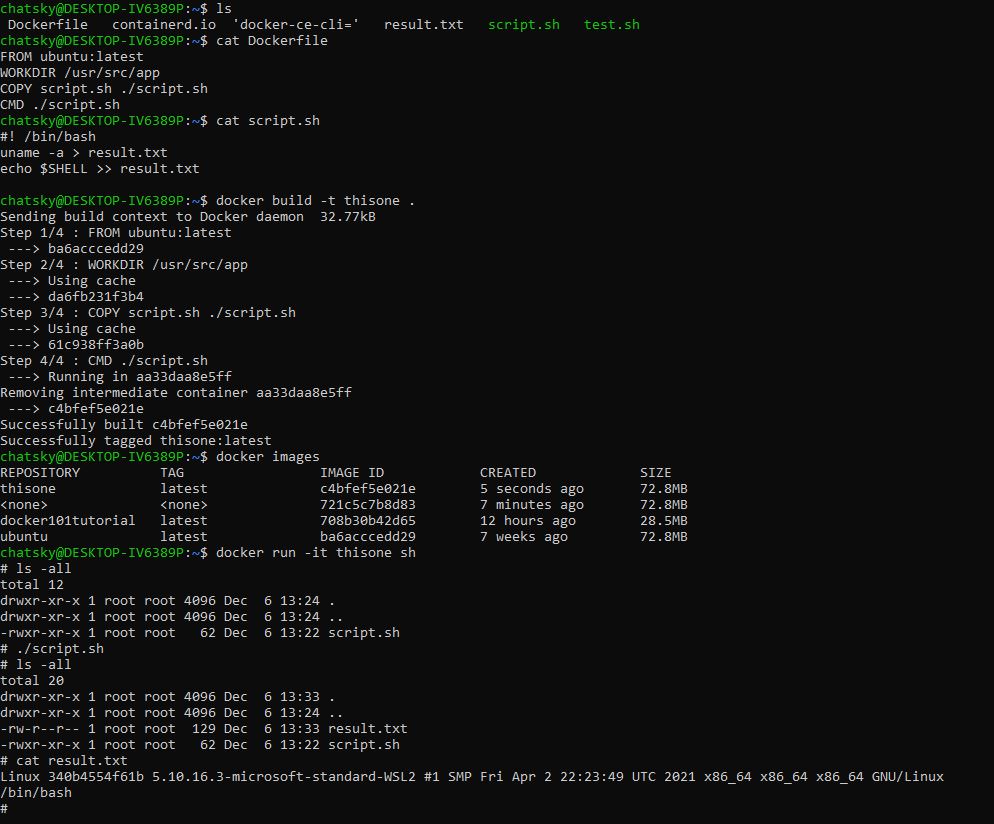 chatsky@DESKTOP-IV6389P:~$ ls
 Dockerfile   containerd.io  'docker-ce-cli='   result.txt   script.sh   test.sh
chatsky@DESKTOP-IV6389P:~$ cat Dockerfile
FROM ubuntu:latest
WORKDIR /usr/src/app
COPY script.sh ./script.sh
CMD ./script.sh
chatsky@DESKTOP-IV6389P:~$ cat script.sh
#! /bin/bash
uname -a > result.txt
echo $SHELL >> result.txt

chatsky@DESKTOP-IV6389P:~$ docker build -t thisone .
Sending build context to Docker daemon  32.77kB
Step 1/4 : FROM ubuntu:latest
 ---> ba6acccedd29
Step 2/4 : WORKDIR /usr/src/app
 ---> Using cache
 ---> da6fb231f3b4
Step 3/4 : COPY script.sh ./script.sh
 ---> Using cache
 ---> 61c938ff3a0b
Step 4/4 : CMD ./script.sh
 ---> Running in aa33daa8e5ff
Removing intermediate container aa33daa8e5ff
 ---> c4bfef5e021e
Successfully built c4bfef5e021e
Successfully tagged thisone:latest
chatsky@DESKTOP-IV6389P:~$ docker images
REPOSITORY          TAG                 IMAGE ID            CREATED             SIZE
thisone             latest              c4bfef5e021e        5 seconds ago       72.8MB
<none>              <none>              721c5c7b8d83        7 minutes ago       72.8MB
docker101tutorial   latest              708b30b42d65        12 hours ago        28.5MB
ubuntu              latest              ba6acccedd29        7 weeks ago         72.8MB
chatsky@DESKTOP-IV6389P:~$ docker run -it thisone sh
# ls -all
total 12
drwxr-xr-x 1 root root 4096 Dec  6 13:24 .
drwxr-xr-x 1 root root 4096 Dec  6 13:24 ..
-rwxr-xr-x 1 root root   62 Dec  6 13:22 script.sh
# ./script.sh
# ls -all
total 20
drwxr-xr-x 1 root root 4096 Dec  6 13:33 .
drwxr-xr-x 1 root root 4096 Dec  6 13:24 ..
-rw-r--r-- 1 root root  129 Dec  6 13:33 result.txt
-rwxr-xr-x 1 root root   62 Dec  6 13:22 script.sh
# cat result.txt
Linux 340b4554f61b 5.10.16.3-microsoft-standard-WSL2 #1 SMP Fri Apr 2 22:23:49 UTC 2021 x86_64 x86_64 x86_64 GNU/Linux
/bin/bash
#